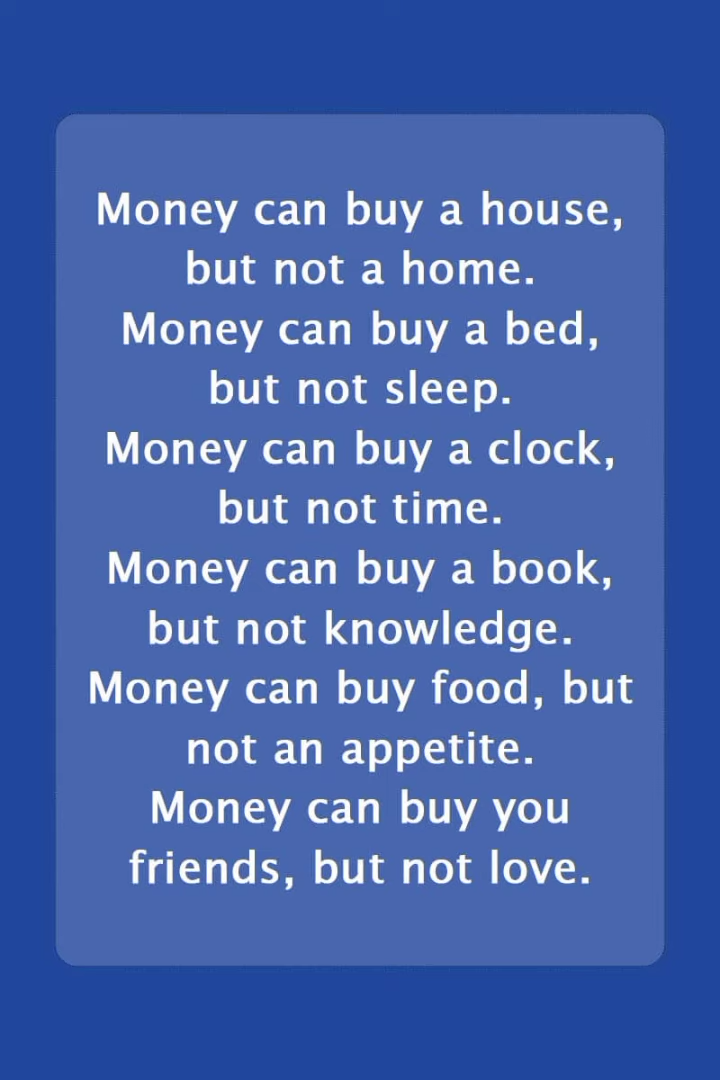 Money can buy a house,
but not a home.
Money can buy a bed,
but not sleep.
Money can buy a clock,
but not time.
Money can buy a book,
but not knowledge.
Money can buy food, but
not an appetite.
Money can buy you
friends, but not love.